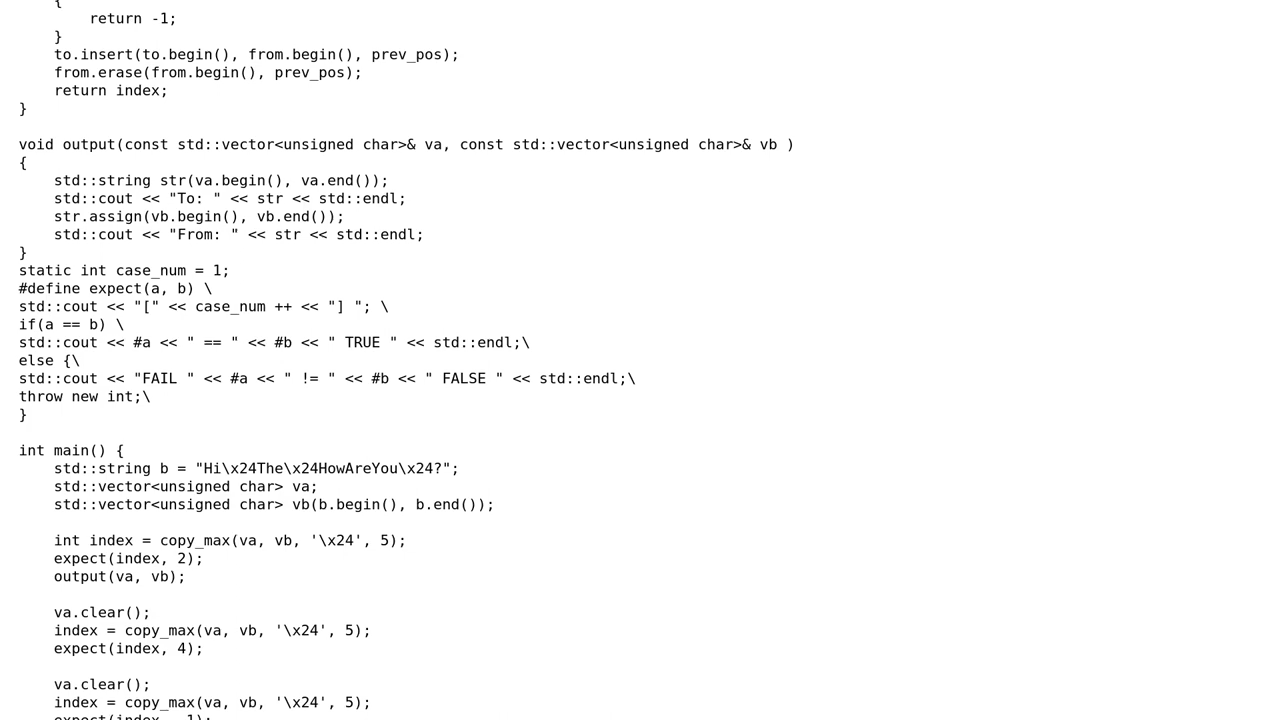 {
        return -1;
    }
    to.insert(to.begin(), from.begin(), prev_pos);
    from.erase(from.begin(), prev_pos);
    return index;
}

void output(const std::vector<unsigned char>& va, const std::vector<unsigned char>& vb )
{
    std::string str(va.begin(), va.end());
    std::cout << "To: " << str << std::endl;
    str.assign(vb.begin(), vb.end());
    std::cout << "From: " << str << std::endl;
}
static int case_num = 1;
#define expect(a, b) \
std::cout << "[" << case_num ++ << "] "; \
if(a == b) \
std::cout << #a << " == " << #b << " TRUE " << std::endl;\
else {\
std::cout << "FAIL " << #a << " != " << #b << " FALSE " << std::endl;\
throw new int;\
}

int main() {
    std::string b = "Hi\x24The\x24HowAreYou\x24?";
    std::vector<unsigned char> va;
    std::vector<unsigned char> vb(b.begin(), b.end());

    int index = copy_max(va, vb, '\x24', 5);
    expect(index, 2);
    output(va, vb);

    va.clear();
    index = copy_max(va, vb, '\x24', 5);
    expect(index, 4);

    va.clear();
    index = copy_max(va, vb, '\x24', 5);